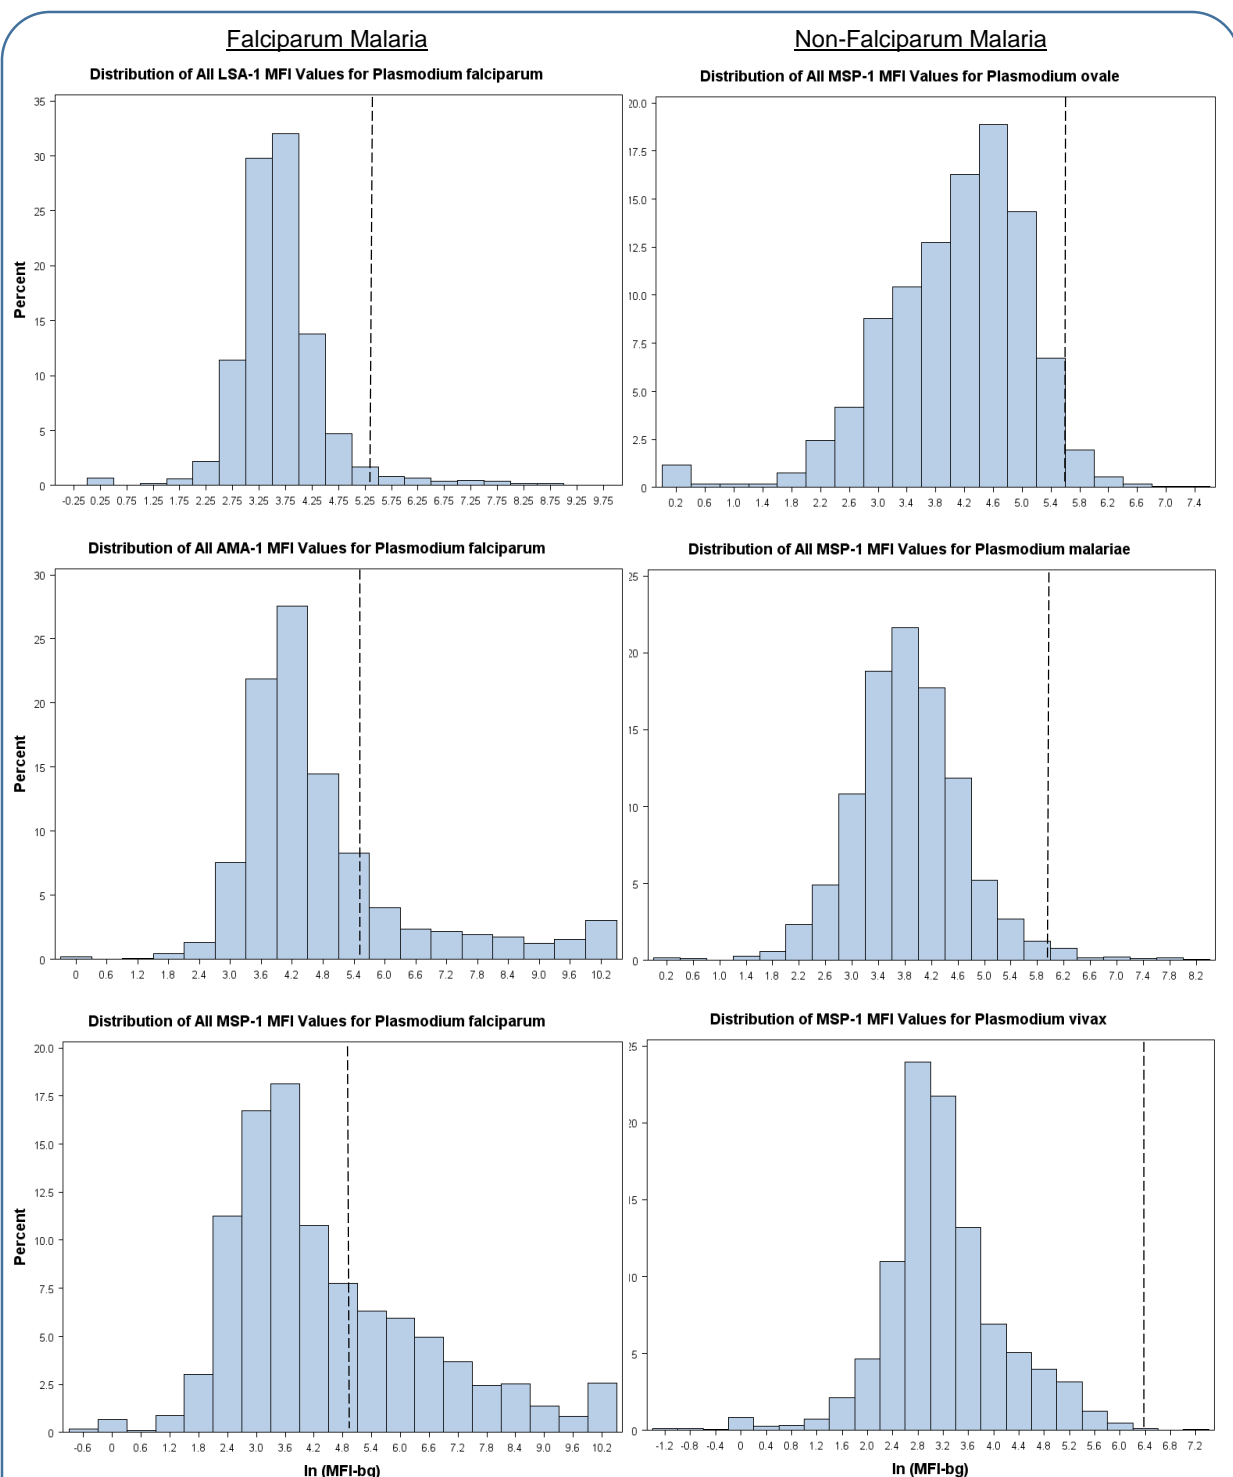 Falciparum Malaria
Non-Falciparum Malaria
Distribution of All LSA-1 MFI Values for Plasmodium falciparum
35
30
25
20
15
10
5
0
Percent
-0.25 0.25 0.75 1.25 1.75 2.25 2.75 3.25 3.75 4.25 4.75 5.25 5.75 6.25 6.75 7.25 7.75 8.25 8.75 9.25 9.75
Distribution of All MSP-1 MFI Values for Plasmodium ovale
20.0
17.5
15.0
12.5
10.0
7.5
5.0
2.5
0
0.2 0.6 1.0 1.4 1.8 2.2 2.6 3.0 3.4 3.8 4.2 4.6 5.0 5.4 5.8 6.2 6.6 7.0 7.4
Distribution of All AMA-1 MFI Values for Plasmodium falciparum
30
25
20
15
10
5
0
Percent
0 0.6 1.2 1.8 2.4 3.0 3.6 4.2 4.8 5.4 6.0 6.6 7.2 7.8 8.4 9.0 9.6 10.2
Distribution of All MSP-1 MFI Values for Plasmodium malariae
25
20
15
10
5
0
0.2 0.6 1.0 1.4 1.8 2.2 2.6 3.0 3.4 3.8 4.2 4.6 5.0 5.4 5.8 6.2 6.6 7.0 7.4 7.8 8.2
Distribution of All MSP-1 MFI Values for Plasmodium falciparum
20.0
17.5
15.0
12.5
10.0
7.5
5.0
2.5
0
Percent
-0.6 0 0.6 1.2 1.8 2.4 3.0 3.6 4.2 4.8 5.4 6.0 6.6 7.2 7.8 8.4 9.0 9.6 10.2
ln (MFI-bg)
Distribution of MSP-1 MFI Values for Plasmodium vivax
25
20
15
10
5
0
-1.2 -0.8 -0.4 0 0.4 0.8 1.2 1.6 2.0 2.4 2.8 3.2 3.6 4.0 4.4 4.8 5.2 5.6 6.0 6.4 6.8 7.2
ln (MFI-bg)